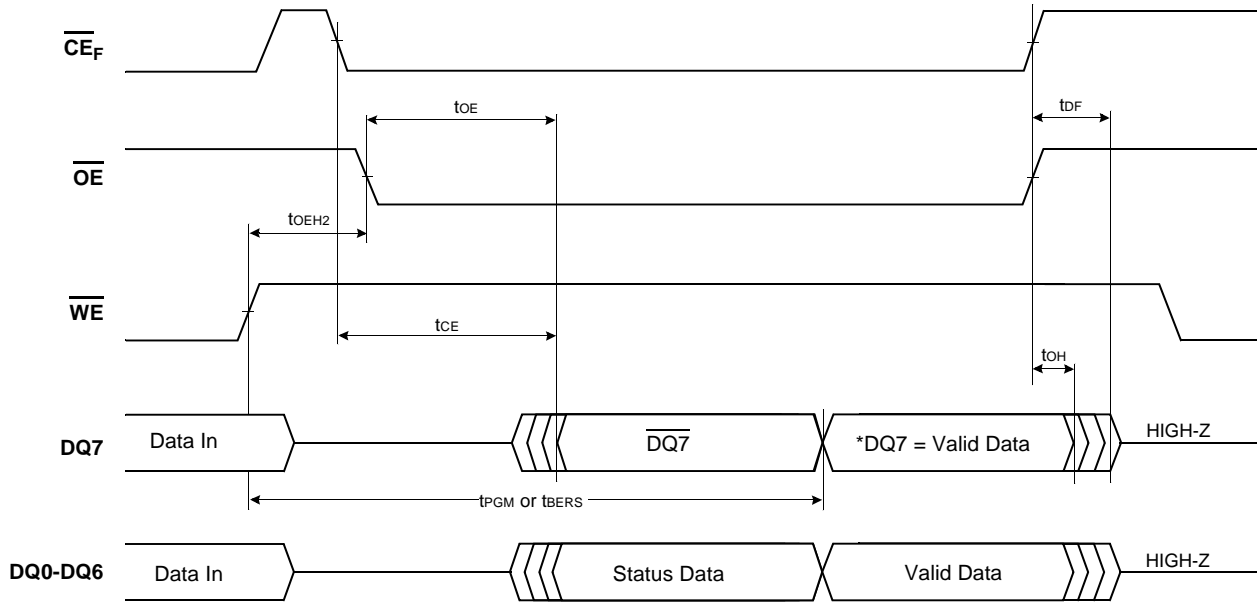 CEF
tOE
tDF
OE
tOEH2
WE
tCE
tOH
DQ7
Data In
DQ7
*DQ7 = Valid Data
HIGH-Z
tPGM or tBERS
DQ0-DQ6
Data In
Status Data
Valid Data
HIGH-Z